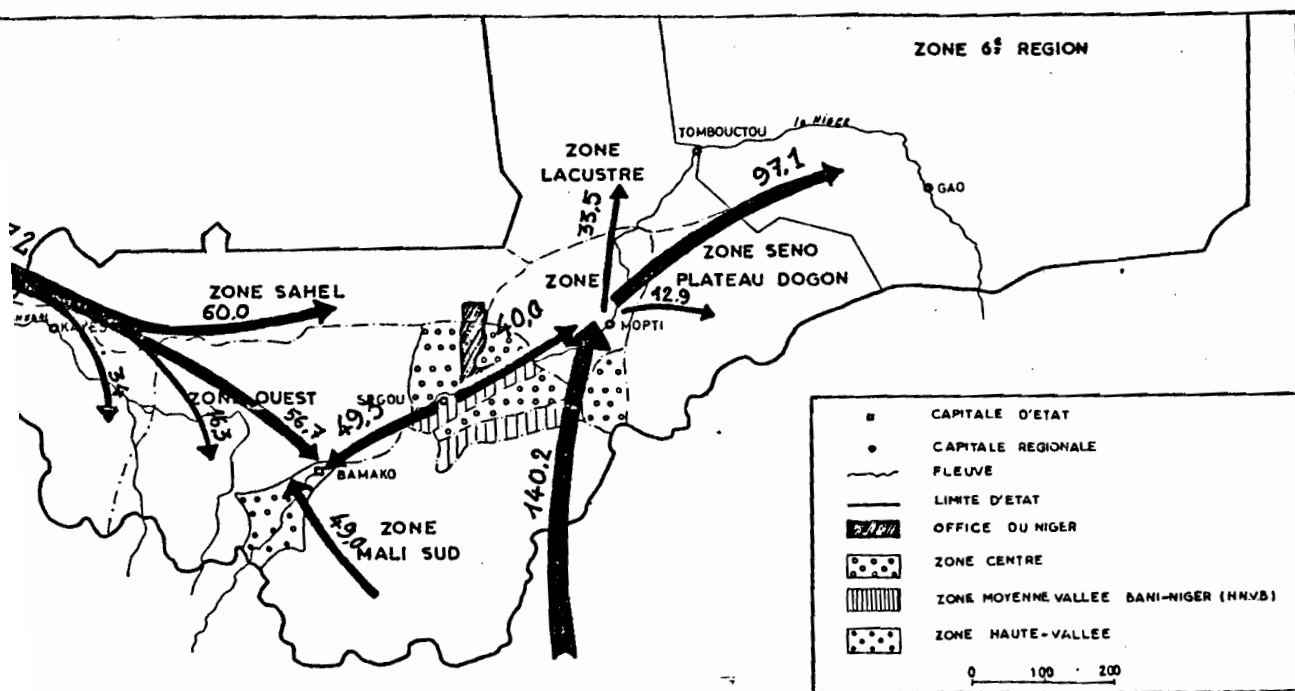 ZONE 6e REGION
TOMBOUCTOU
le Niger
GAO
ZONE
LACUSTRE
33,5
97,1
ZONE SENO
PLATEAU DOGON
ZONE
12.9
MOPTI
40,0
ZONE SAHEL
60.0
KAYES
ZONE OUEST
56,7
SEGOU
49,5
BAMAKO
49,0
ZONE
MALI SUD
140.2
CAPITALE D'ETAT
CAPITALE REGIONALE
FLEUVE
LIMITE D'ETAT
OFFICE DU NIGER
ZONE CENTRE
ZONE MOYENNE VALLEE BANI-NIGER (H.N.V.B)
ZONE HAUTE-VALLEE
0 100 200